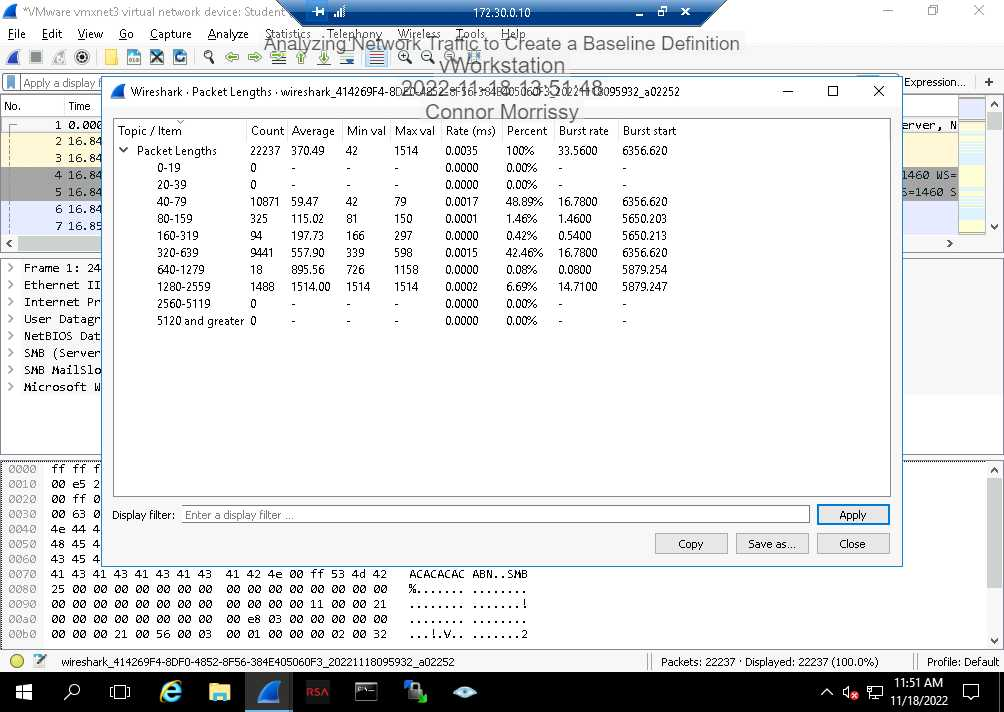 *VMware vmxnet3 virtual network device: Student
172.30.0.10
File Edit View Go Capture Analyze Statistics Telephony Wireless Tools Help
Analyzing Network Traffic to Create a Baseline Definition
vWorkstation
2022-11-18 13:51:48
Connor Morrissy
Apply a display f
Expression... +
Wireshark · Packet Lengths · wireshark_414269F4-8DF0-4852-8F56-384E405060F3_20221118095932_a02252
No. Time
1 0.000 erver, N
2 16.84
3 16.84
4 16.84 1460 WS=
5 16.84 S=1460 S
6 16.84
7 16.85
Topic / Item Count Average Min val Max val Rate (ms) Percent Burst rate Burst start
Packet Lengths 22237 370.49 42 1514 0.0035 100% 33.5600 6356.620
0-19 0 - - - 0.0000 0.00% - -
20-39 0 - - - 0.0000 0.00% - -
40-79 10871 59.47 42 79 0.0017 48.89% 16.7800 6356.620
80-159 325 115.02 81 150 0.0001 1.46% 1.4600 5650.203
160-319 94 197.73 166 297 0.0000 0.42% 0.5400 5650.213
320-639 9441 557.90 339 598 0.0015 42.46% 16.7800 6356.620
640-1279 18 895.56 726 1158 0.0000 0.08% 0.0800 5879.254
1280-2559 1488 1514.00 1514 1514 0.0002 6.69% 14.7100 5879.247
2560-5119 0 - - - 0.0000 0.00% - -
5120 and greater 0 - - - 0.0000 0.00% - -
Frame 1: 24
Ethernet II
Internet Pr
User Datagr
NetBIOS Dat
SMB (Server
SMB MailSlo
Microsoft W
Display filter: Enter a display filter ... Apply
Copy Save as... Close
0000 ff ff f
0010 00 e5 2
0020 00 ff 0
0030 00 63 0
0040 4e 44 4
0050 48 45 4
0060 43 45 4
0070 41 43 41 43 41 43 41 43 41 42 4e 00 ff 53 4d 42 ACACACAC ABN..SMB
0080 25 00 00 00 00 00 00 00 00 00 00 00 00 00 00 00 %....... ........
0090 00 00 00 00 00 00 00 00 00 00 00 00 11 00 00 21 ........ .......!
00a0 00 00 00 00 00 00 00 00 00 e8 03 00 00 00 00 00 ........ ........
00b0 00 00 00 21 00 56 00 03 00 01 00 00 00 02 00 32 ...!.V.. .......2
wireshark_414269F4-8DF0-4852-8F56-384E405060F3_20221118095932_a02252
Packets: 22237 · Displayed: 22237 (100.0%)
Profile: Default
RSA
11:51 AM
11/18/2022